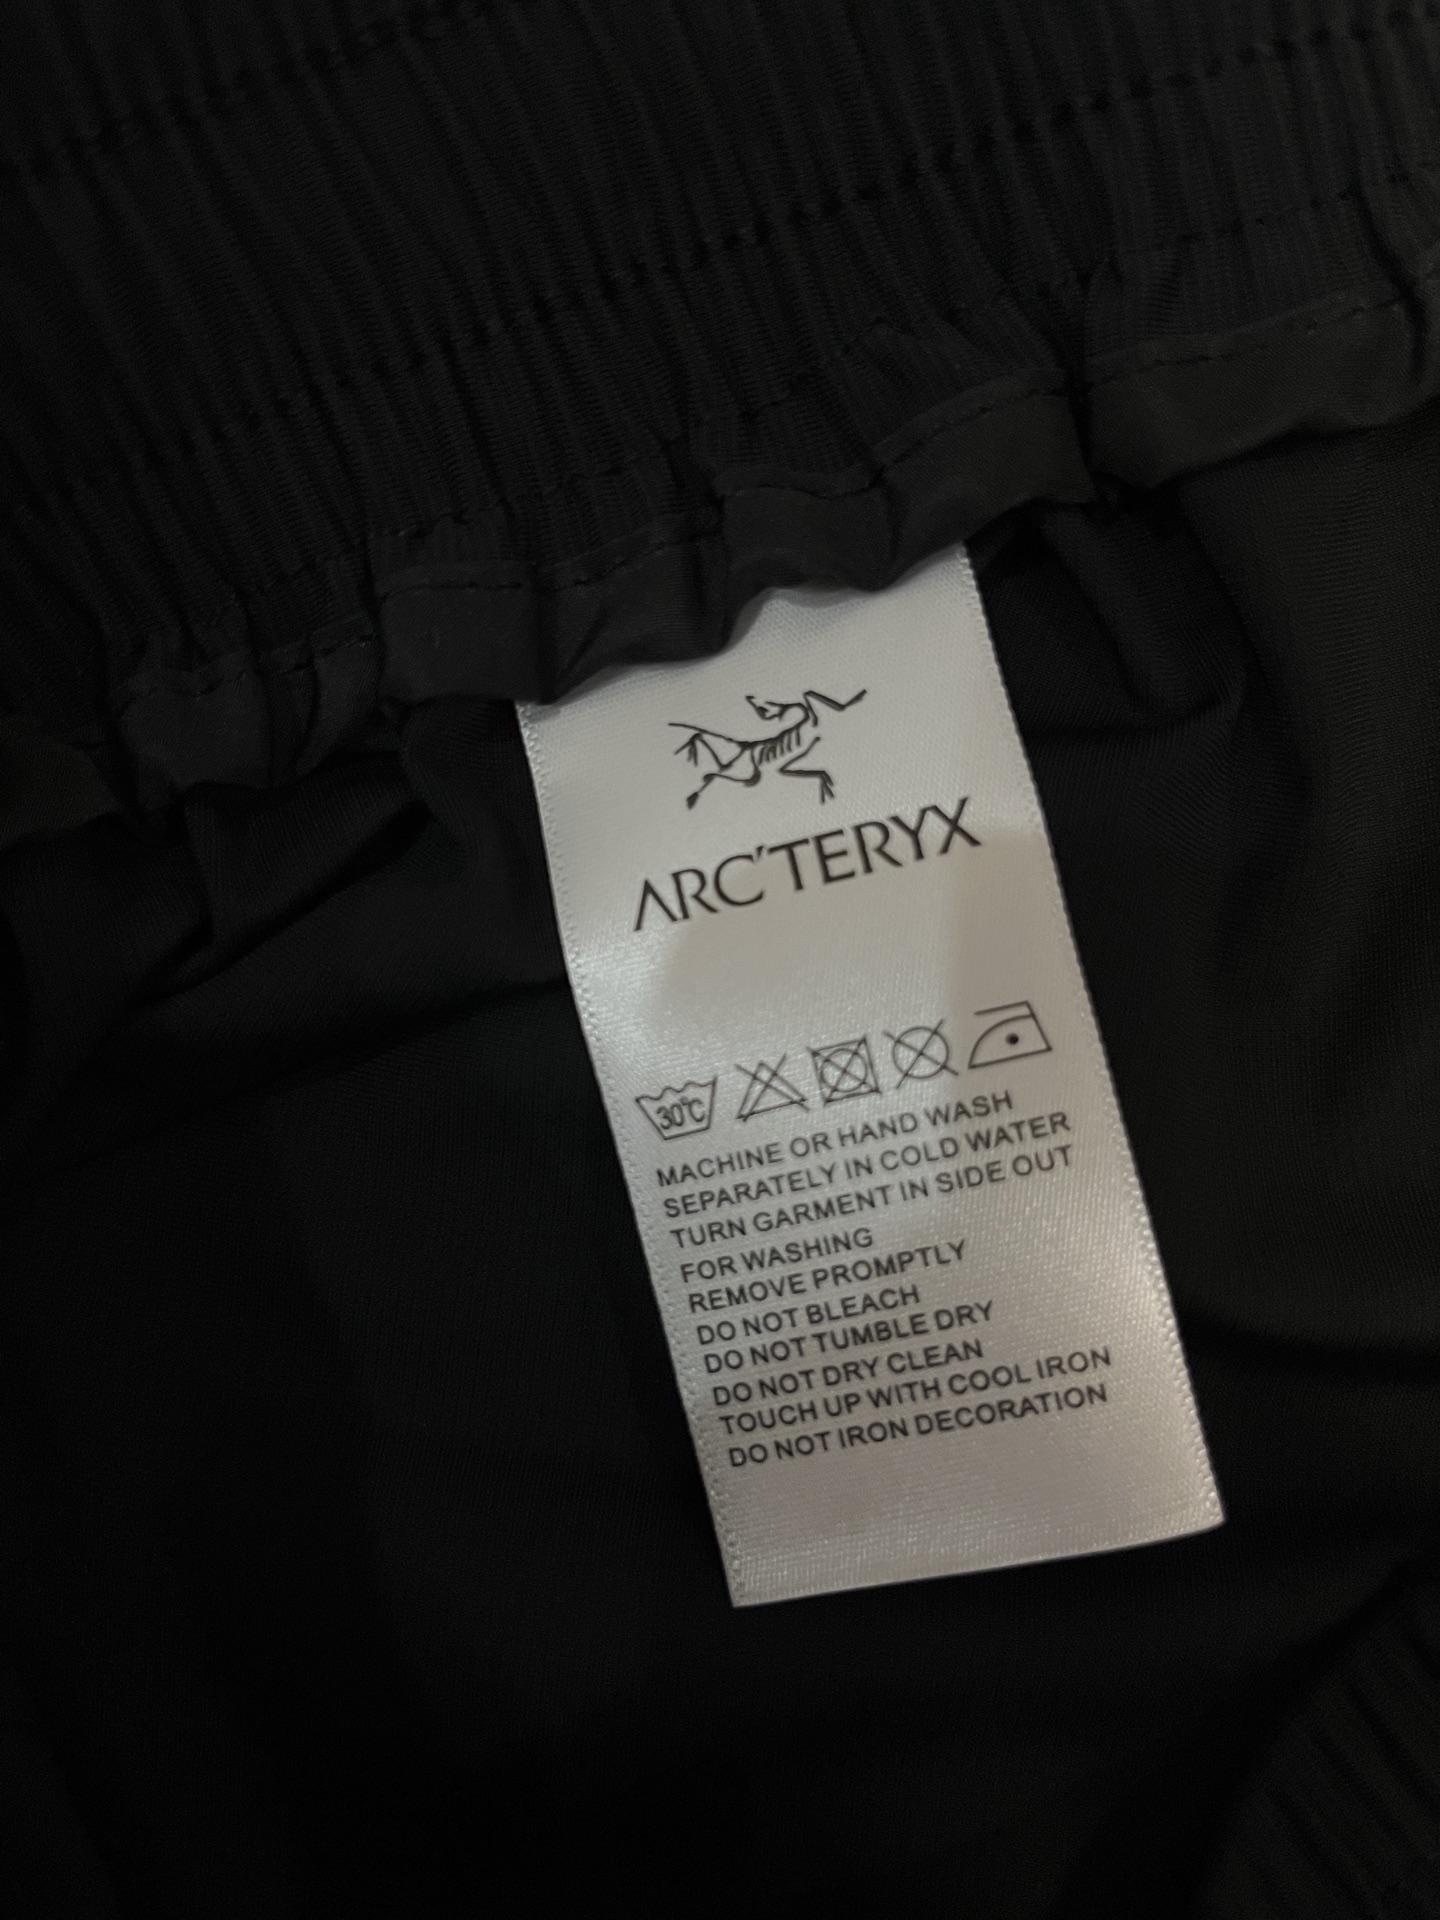 ARC'TERYX
30℃
MACHINE OR HAND WASH
SEPARATELY IN COLD WATER
TURN GARMENT IN SIDE OUT
FOR WASHING
REMOVE PROMPTLY
DO NOT BLEACH
DO NOT TUMBLE DRY
DO NOT DRY CLEAN
TOUCH UP WITH COOL IRON
DO NOT IRON DECORATION